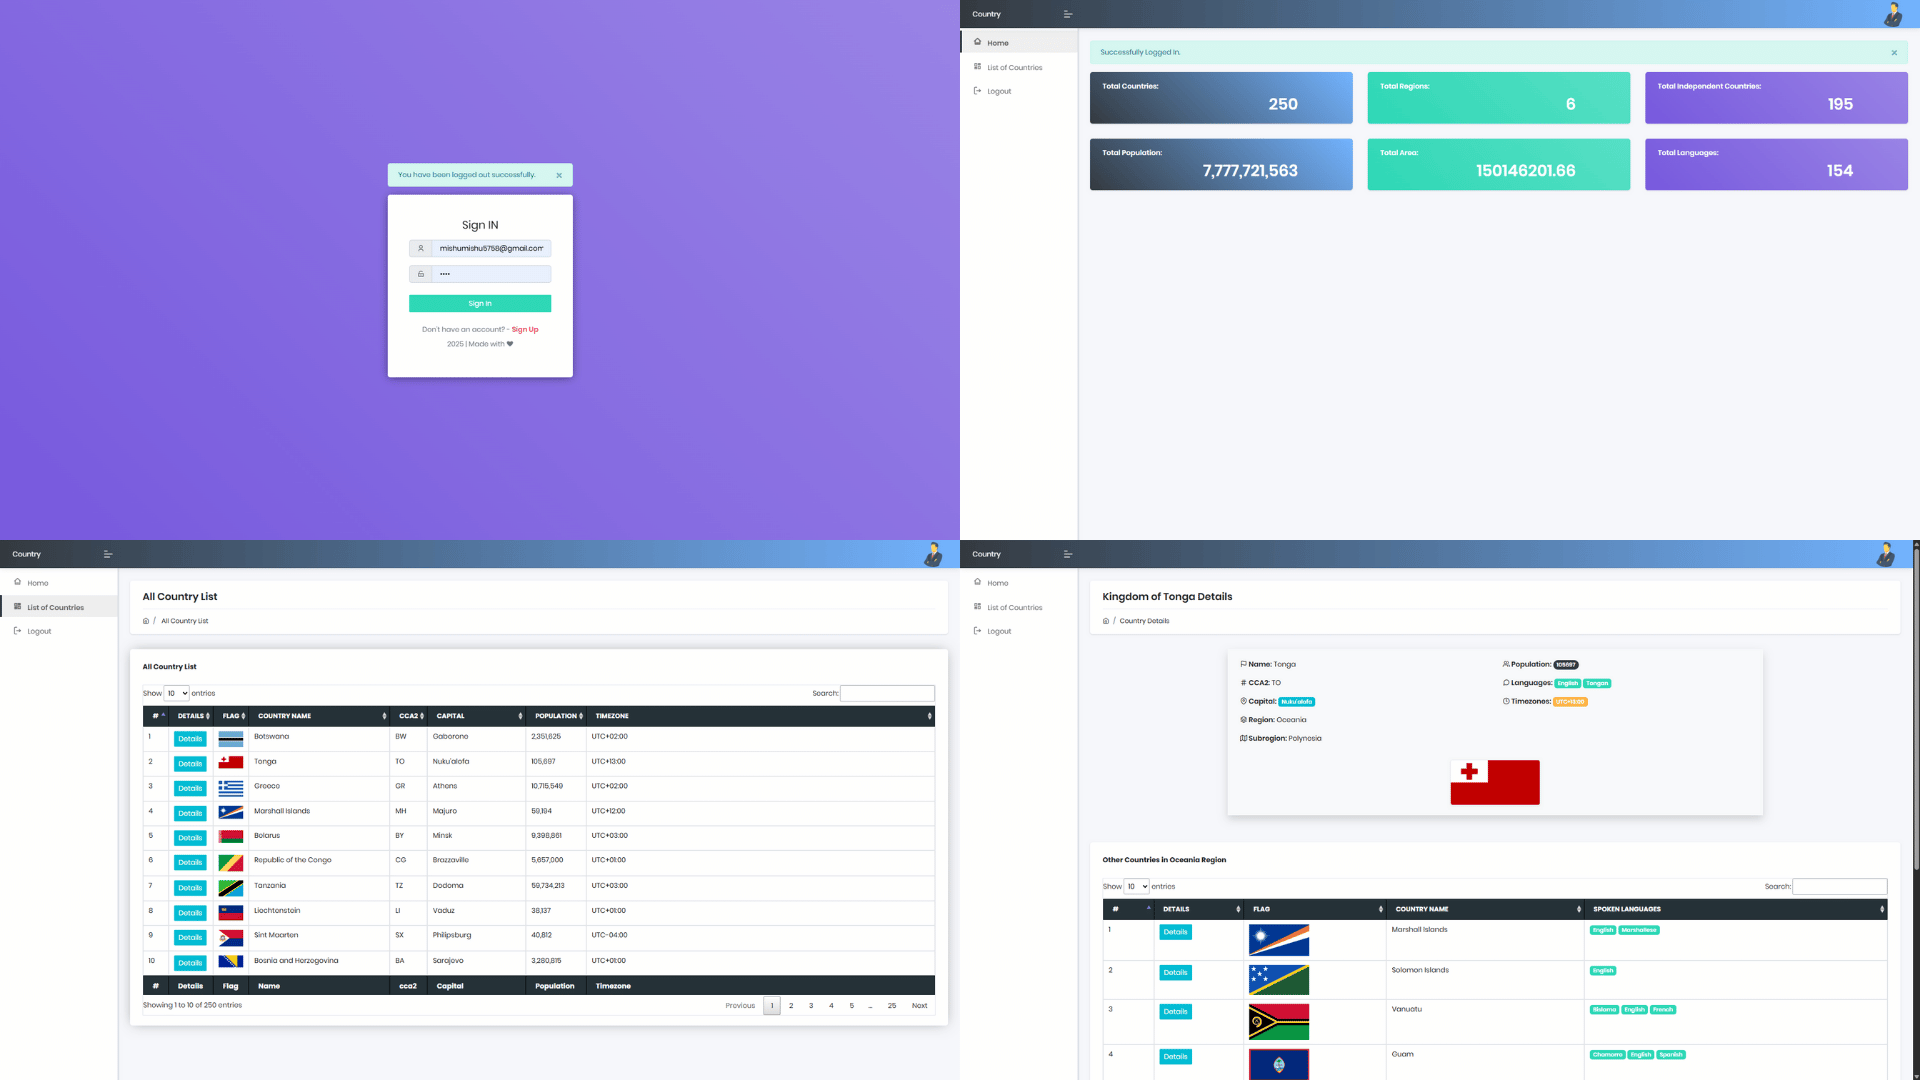 You have been logged out successfully. ×
Sign IN
mishumishu5758@gmail.com
••••
Sign In
Don't have an account? - Sign Up
2025 | Made with ❤
Country
Home
List of Countries
Logout
Successfully Logged In. ×
Total Countries:
250
Total Regions:
6
Total Independent Countries:
195
Total Population:
7,777,721,563
Total Area:
150146201.66
Total Languages:
154
Country
Home
List of Countries
Logout
All Country List
/ All Country List
All Country List
Show 10 entries Search:
# DETAILS FLAG COUNTRY NAME CCA2 CAPITAL POPULATION TIMEZONE
1 Details Botswana BW Gaborone 2,351,625 UTC+02:00
2 Details Tonga TO Nuku'alofa 105,697 UTC+13:00
3 Details Greece GR Athens 10,715,549 UTC+02:00
4 Details Marshall Islands MH Majuro 59,194 UTC+12:00
5 Details Belarus BY Minsk 9,398,861 UTC+03:00
6 Details Republic of the Congo CG Brazzaville 5,657,000 UTC+01:00
7 Details Tanzania TZ Dodoma 59,734,213 UTC+03:00
8 Details Liechtenstein LI Vaduz 38,137 UTC+01:00
9 Details Sint Maarten SX Philipsburg 40,812 UTC-04:00
10 Details Bosnia and Herzegovina BA Sarajevo 3,280,815 UTC+01:00
# Details Flag Name cca2 Capital Population Timezone
Showing 1 to 10 of 250 entries Previous 1 2 3 4 5 … 25 Next
Country
Home
List of Countries
Logout
Kingdom of Tonga Details
/ Country Details
Name: Tonga
Population: 105697
# CCA2: TO
Languages: English Tongan
Capital: Nuku'alofa
Timezones: UTC+13:00
Region: Oceania
Subregion: Polynesia
Other Countries in Oceania Region
Show 10 entries Search:
# DETAILS FLAG COUNTRY NAME SPOKEN LANGUAGES
1 Details Marshall Islands English Marshallese
2 Details Solomon Islands English
3 Details Vanuatu Bislama English French
4 Details Guam Chamorro English Spanish